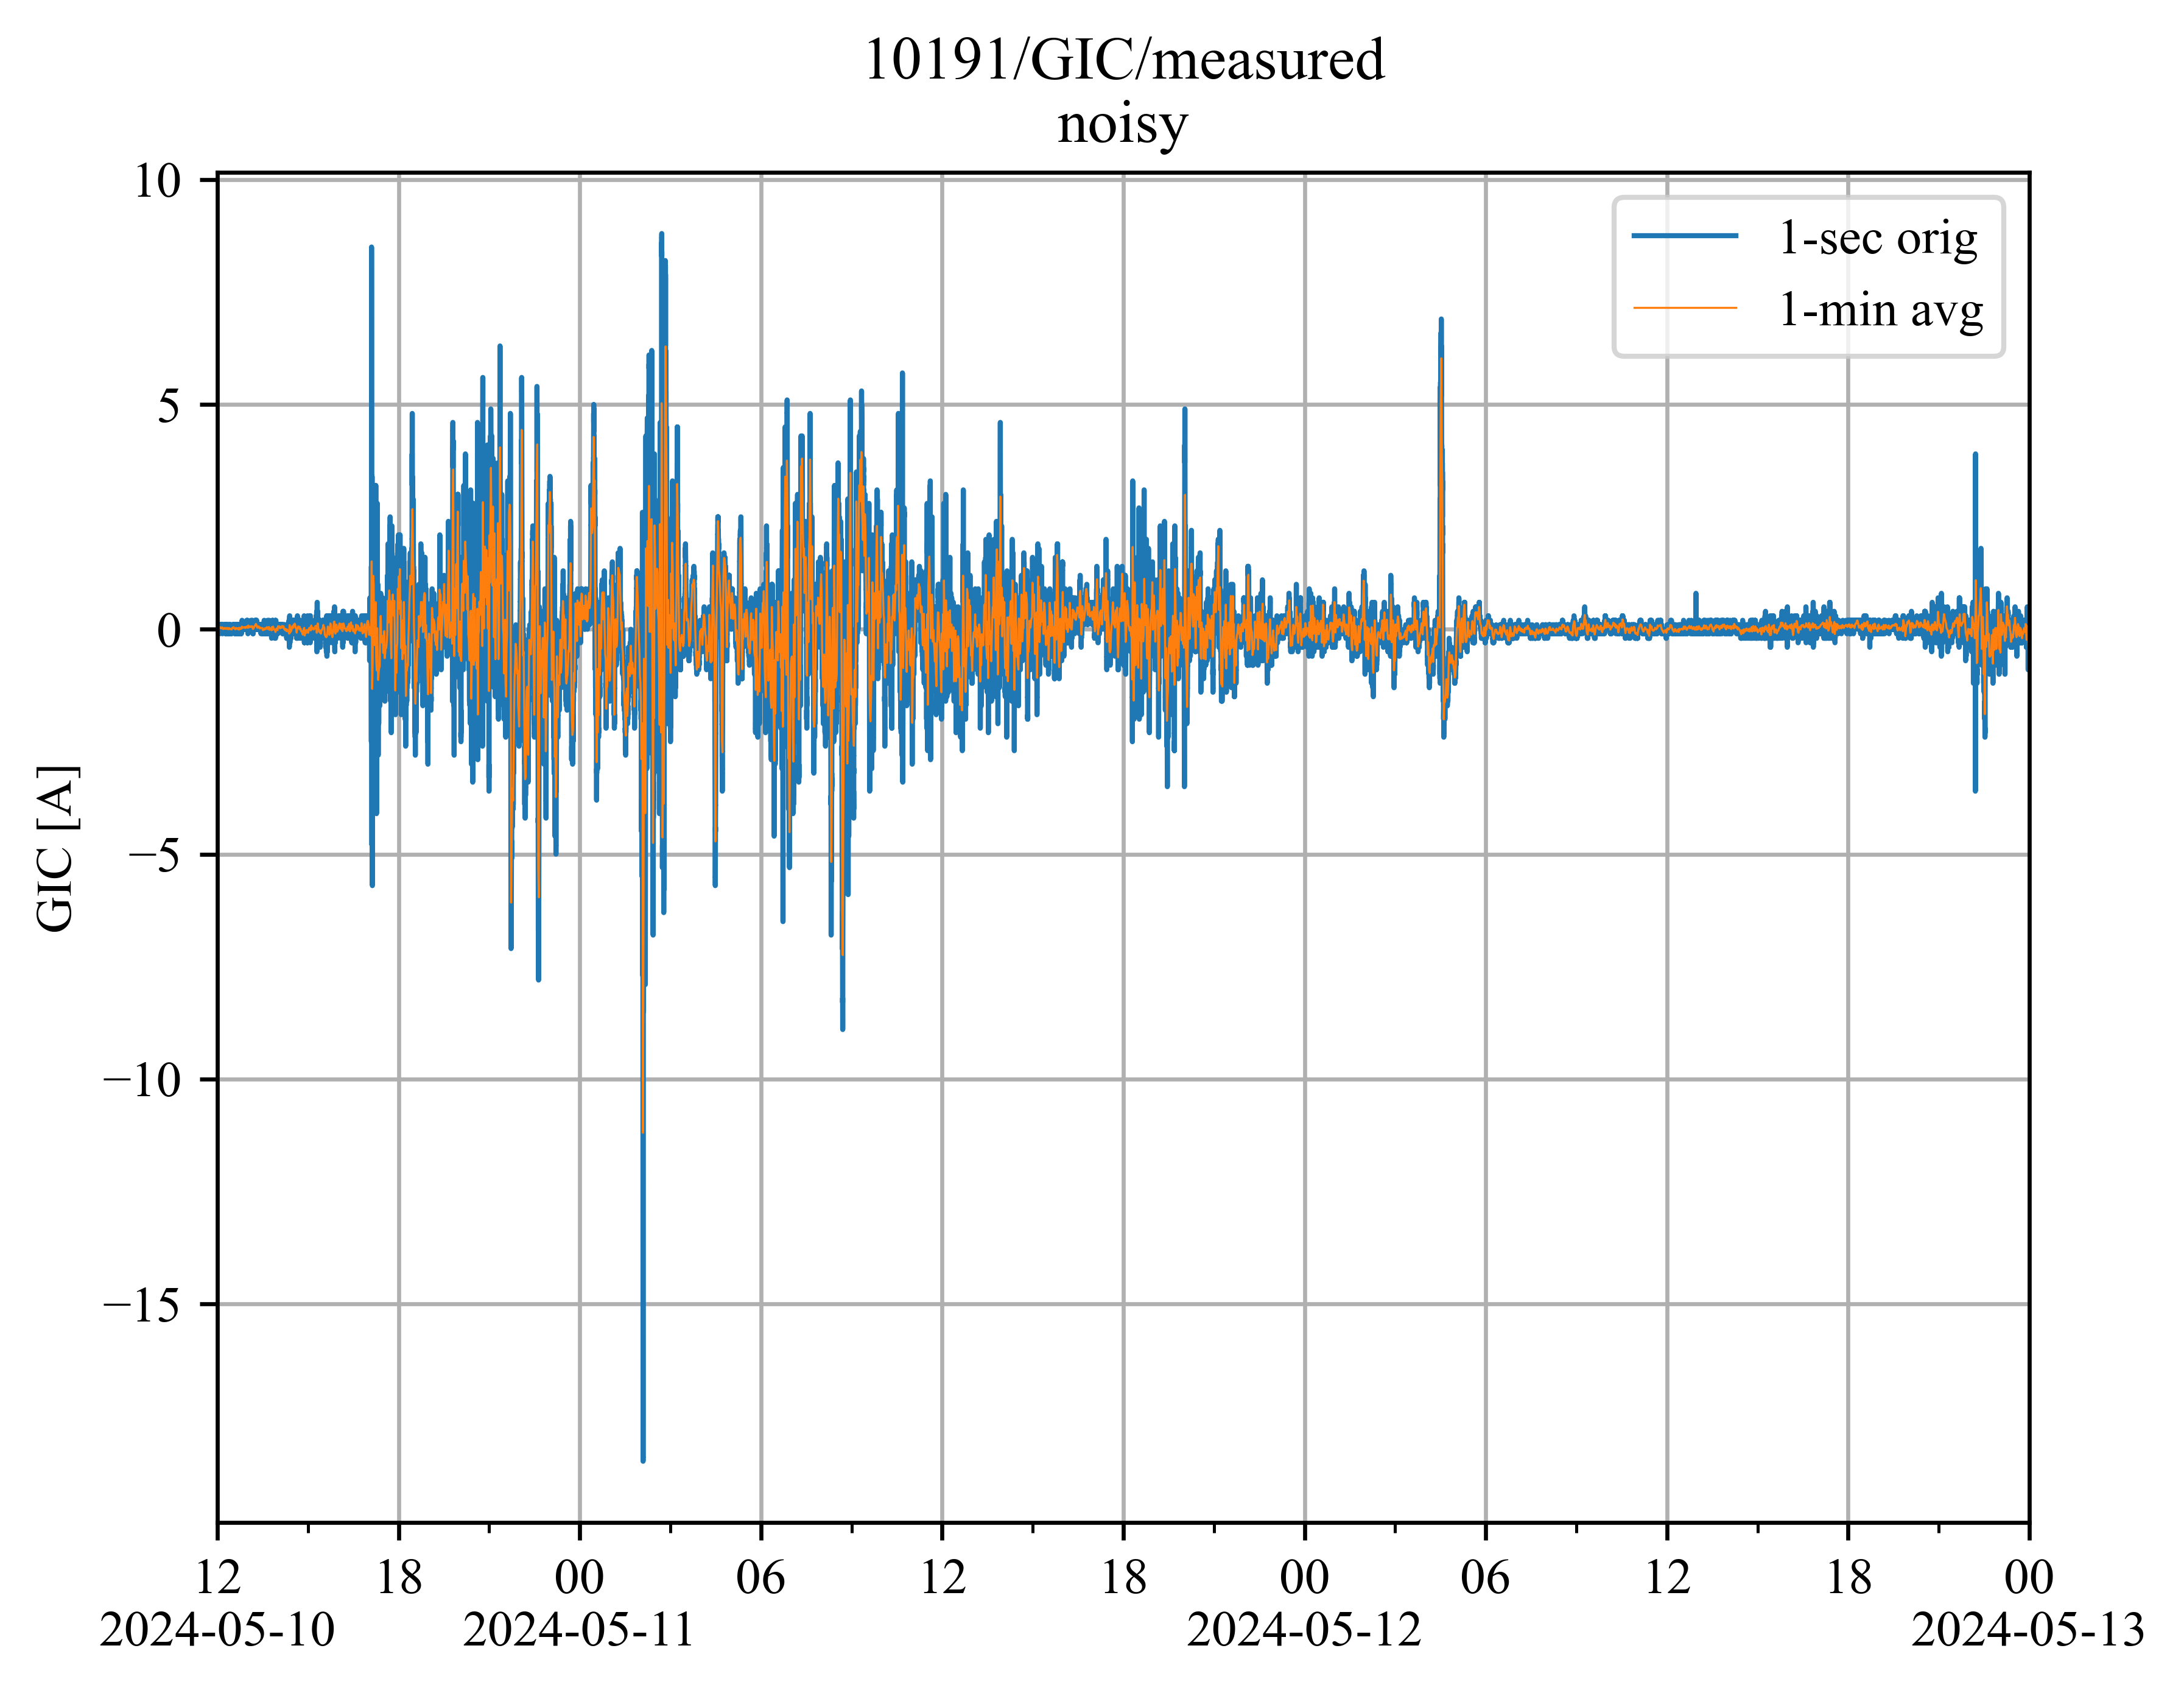 10191/GIC/measured
noisy
1-sec orig
1-min avg
GIC [A]
10
5
0
−5
−10
−15
12 18 00 06 12 18 00 06 12 18 00
2024-05-10 2024-05-11 2024-05-12 2024-05-13